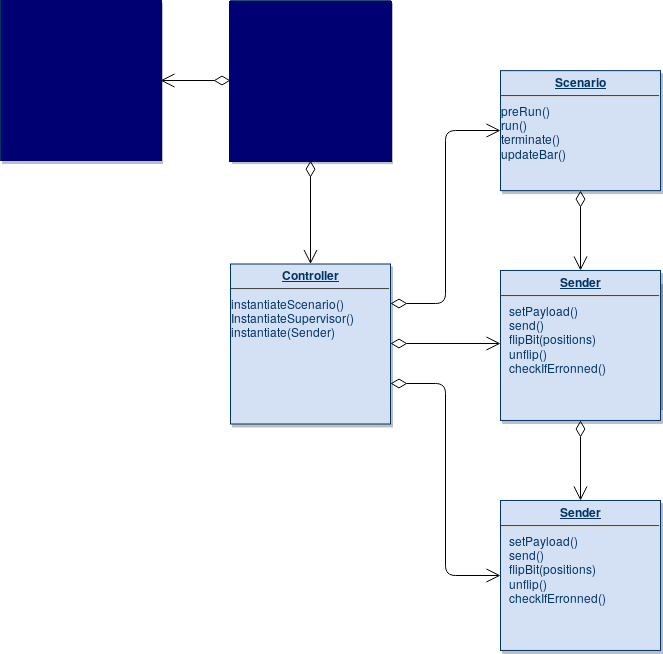 Scenario
preRun()
run()
terminate()
updateBar()
Controller
instantiateScenario()
InstantiateSupervisor()
instantiate(Sender)
Sender
setPayload()
send()
flipBit(positions)
unflip()
checkIfErronned()
Sender
setPayload()
send()
flipBit(positions)
unflip()
checkIfErronned()